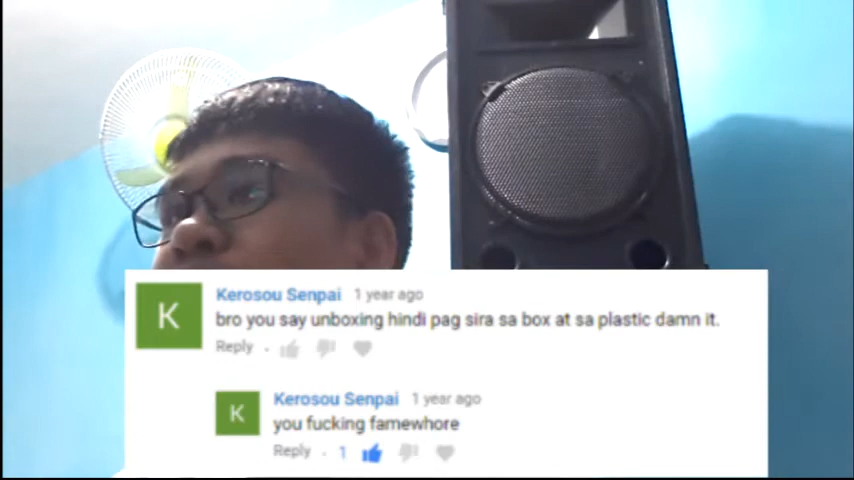 K
Kerosou Senpai 1 year ago
bro you say unboxing hindi pag sira sa box at sa plastic damn it.
Reply
K
Kerosou Senpai 1 year ago
you fucking famewhore
Reply 1